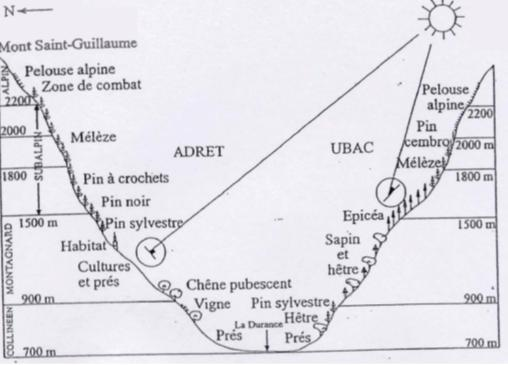 N
Mont Saint-Guillaume
ALPIN
Pelouse alpine
Zone de combat
2200
2000
SUBALPIN
Mélèze
1800
Pin à crochets
Pin noir
1500 m
Pin sylvestre
Habitat
MONTAGNARD
Cultures
et prés
Chêne pubescent
900 m
Vigne
COLLINEEN
Prés
700 m
La Durance
ADRET
UBAC
Pelouse
alpine
2200
Pin
cembro
2000 m
Mélèze
1800 m
Epicéa
1500 m
Sapin
et
hêtre
Pin sylvestre
900 m
Hêtre
Prés
700 m